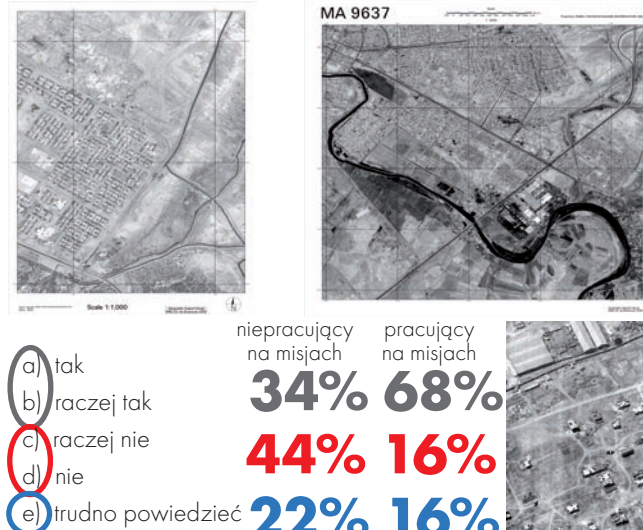 MA 9637
Scale 1:1,000
niepracujący pracujący
na misjach na misjach
a) tak
b) raczej tak
34% 68%
c) raczej nie
44% 16%
d) nie
e) trudno powiedzieć 22% 16%